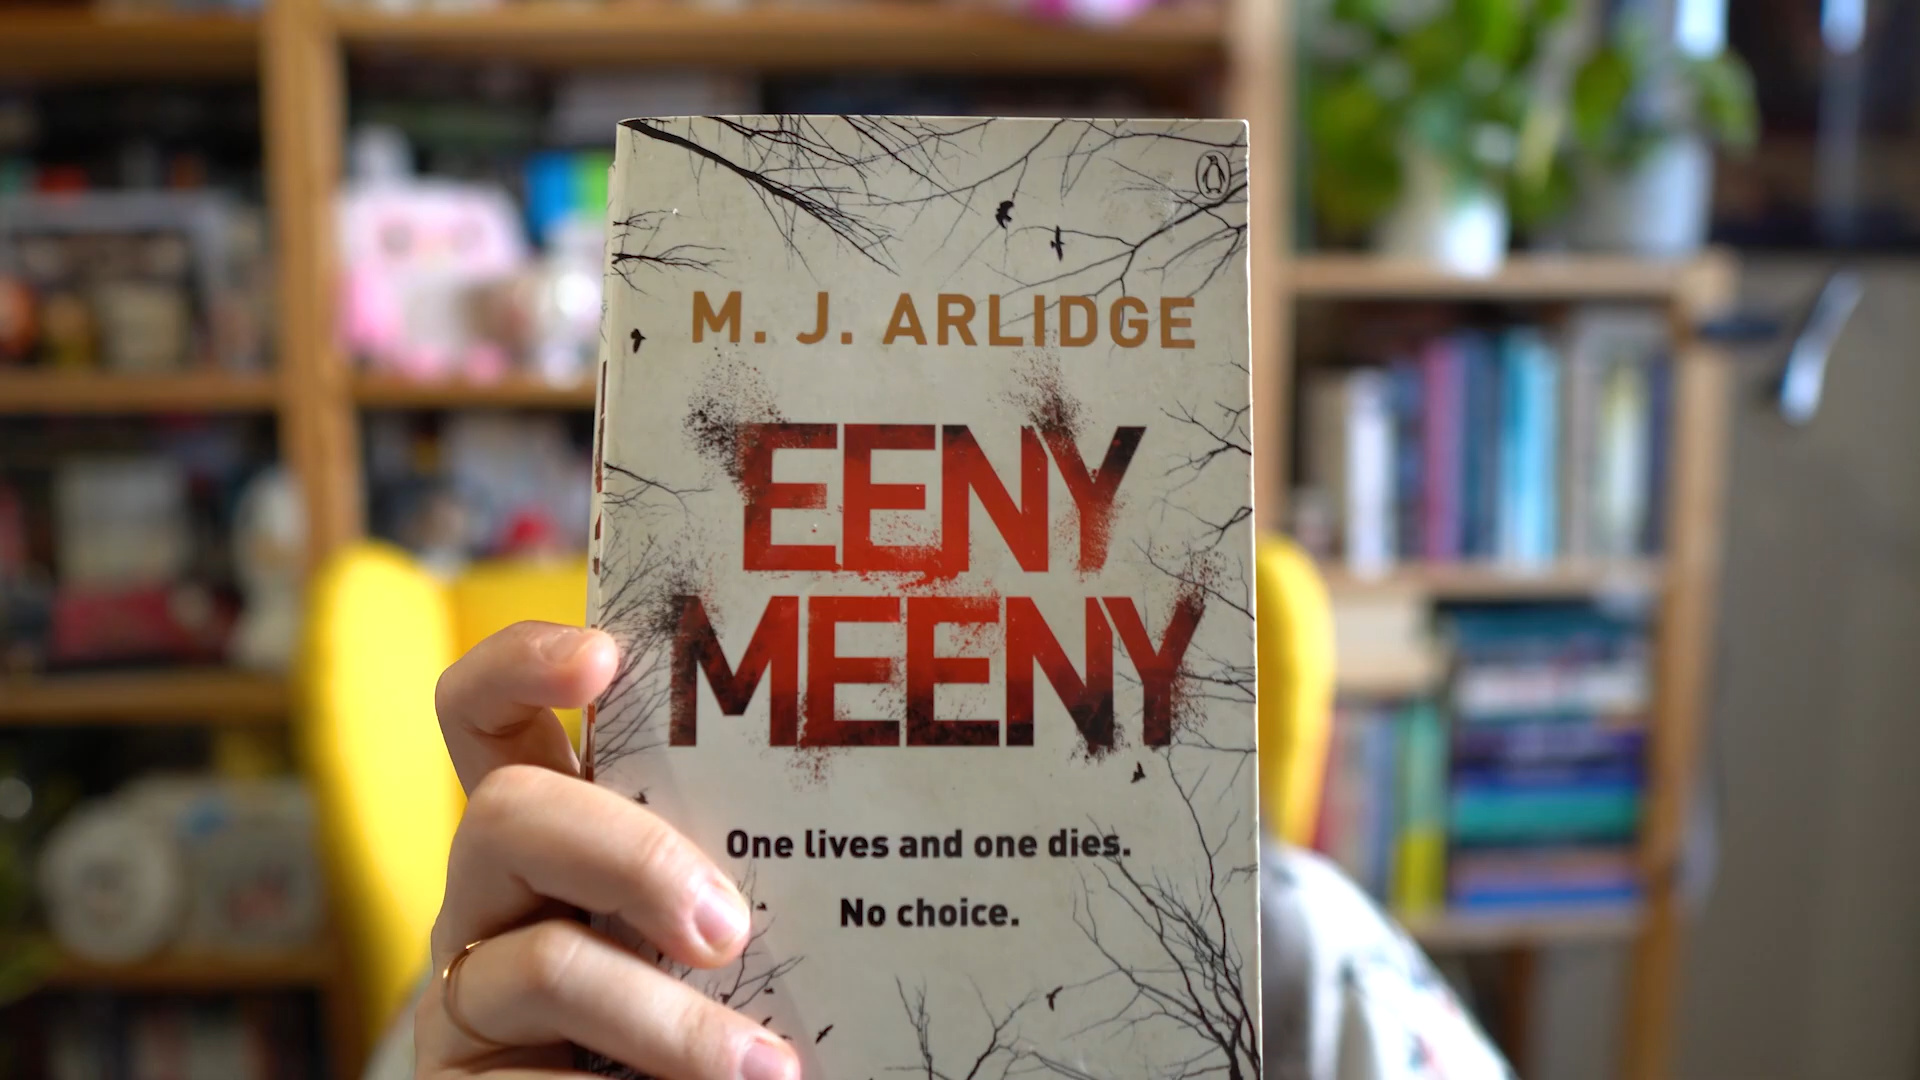 M. J. ARLIDGE
EENY
MEENY
One lives and one dies.
No choice.